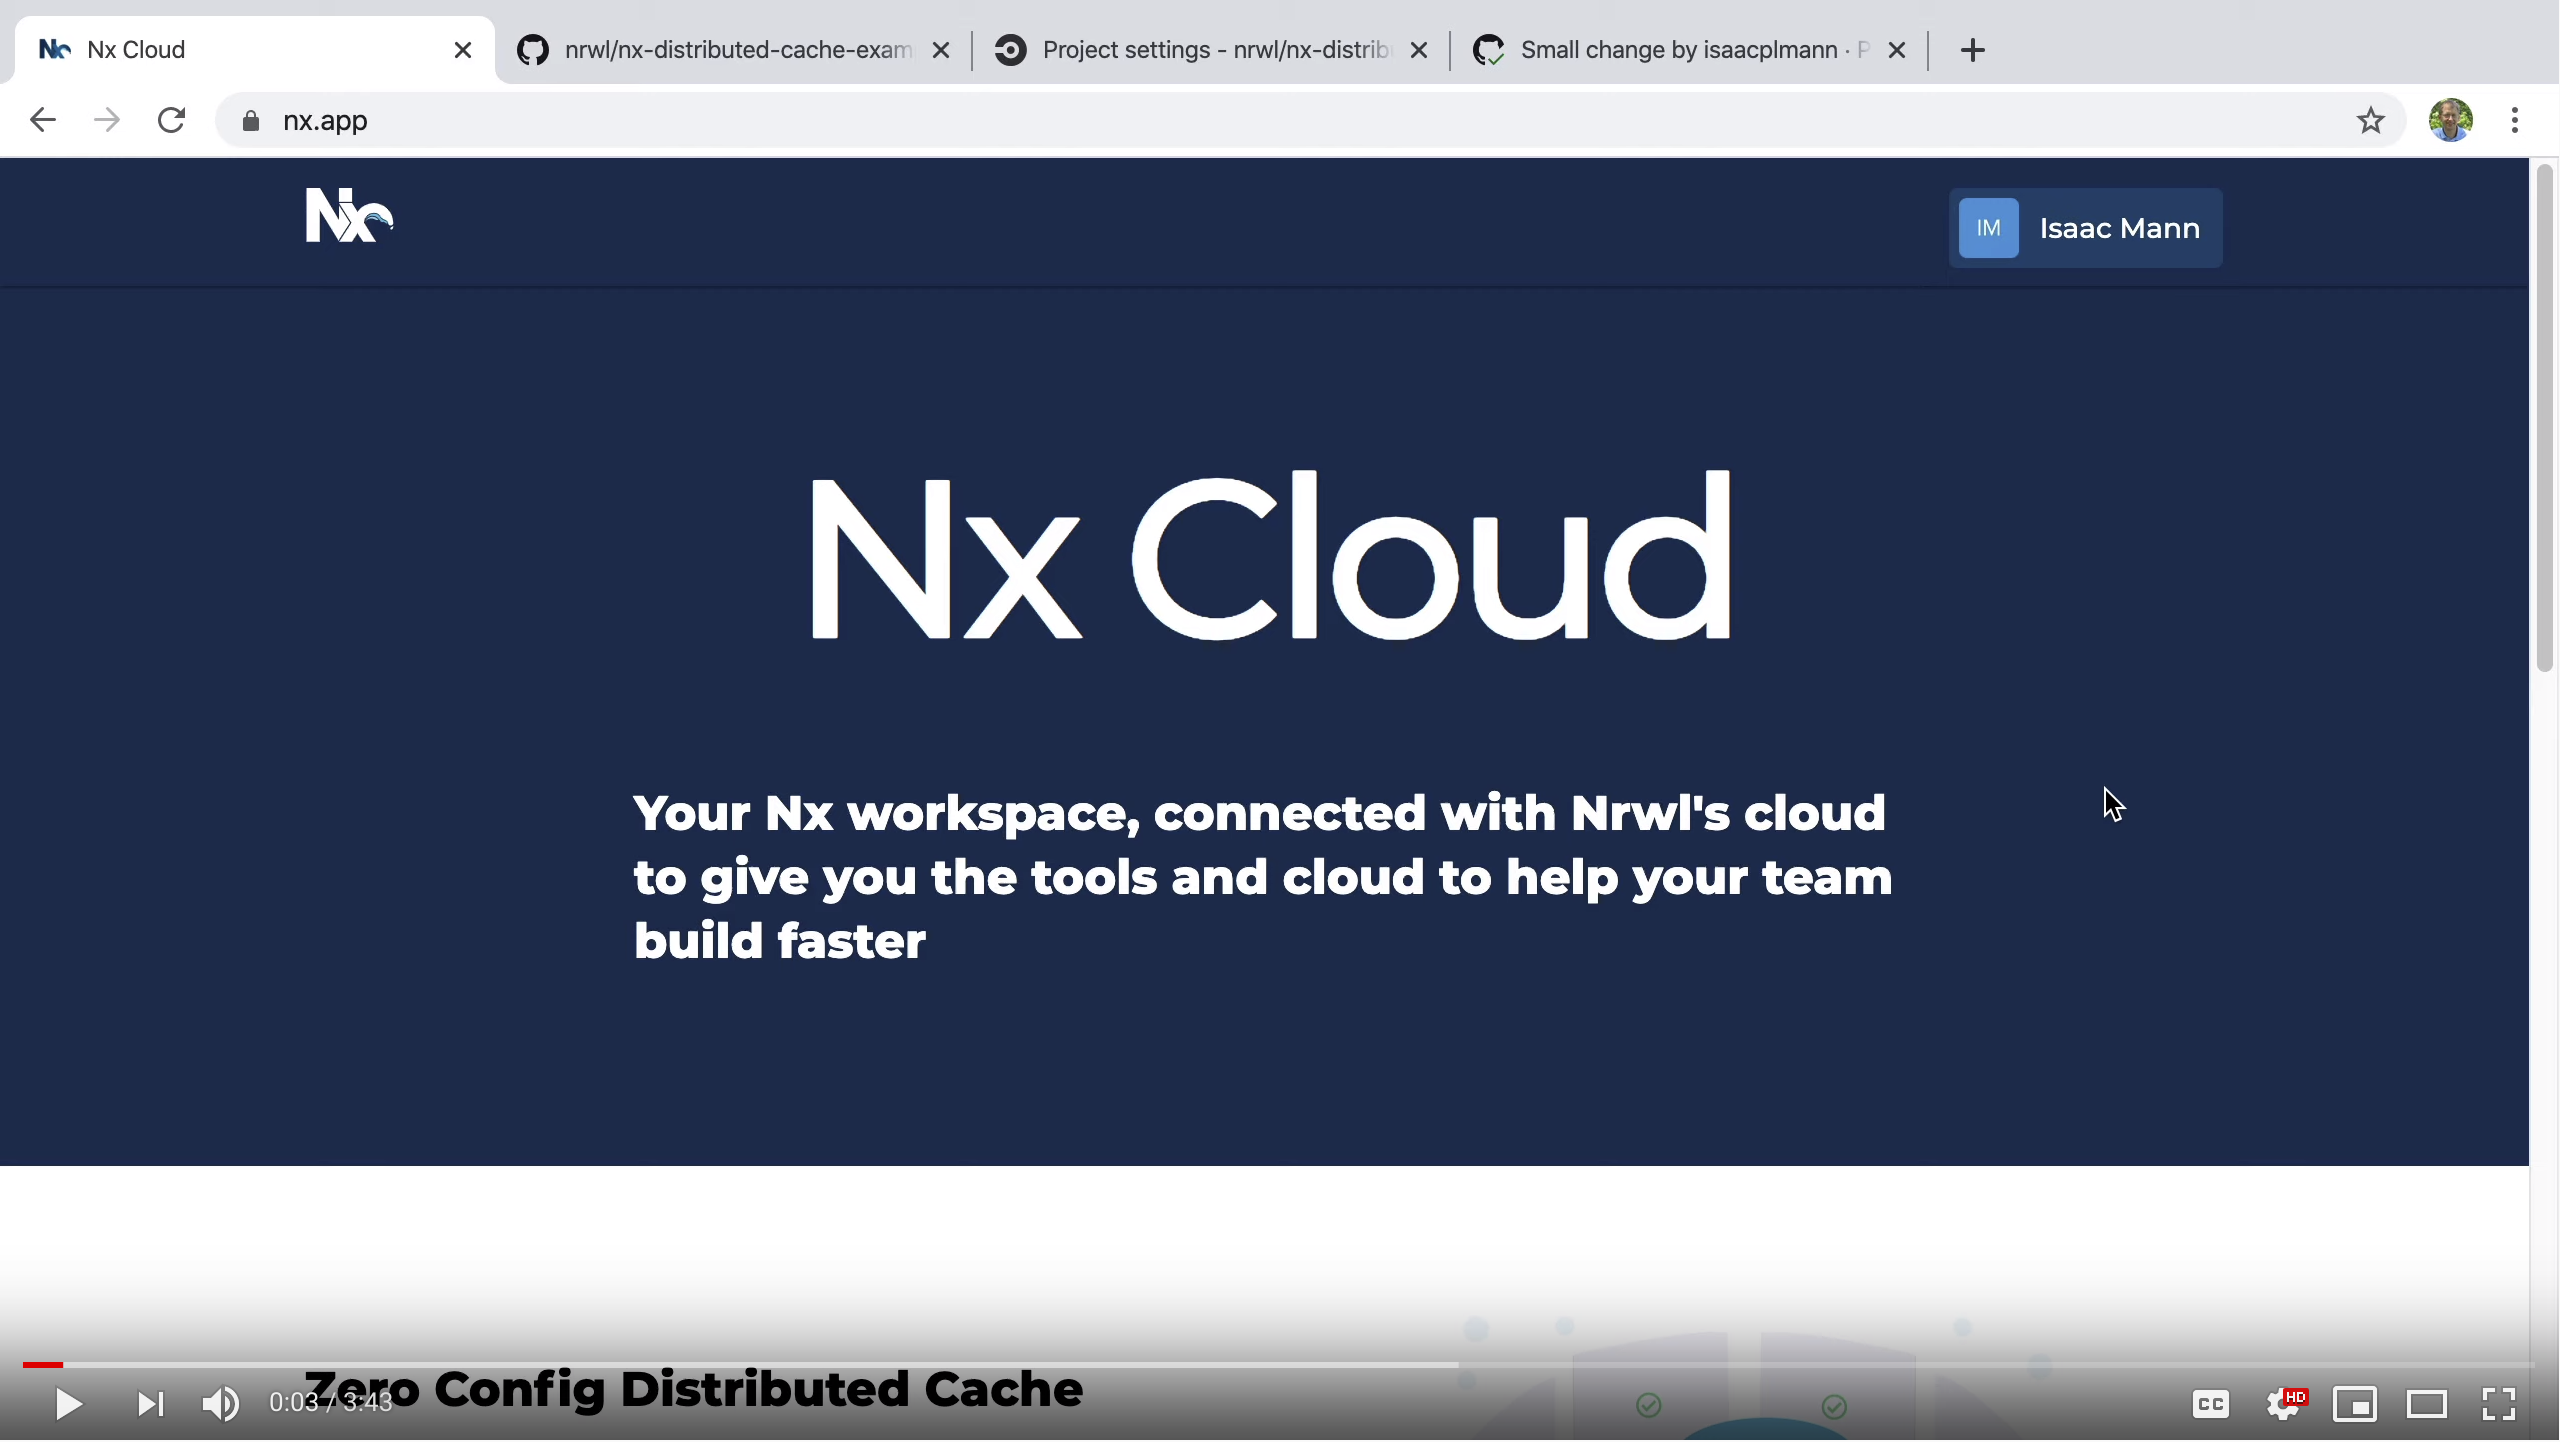 Nx Cloud
nrwl/nx-distributed-cache-exam
Project settings - nrwl/nx-distrib
Small change by isaacplmann · P
nx.app
Nx
IM
Isaac Mann
Nx Cloud
Your Nx workspace, connected with Nrwl's cloud
to give you the tools and cloud to help your team
build faster
Zero Config Distributed Cache
0:03 / 3:43
CC
HD